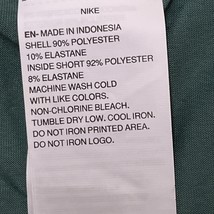 NIKE
EN- MADE IN INDONESIA
SHELL 90% POLYESTER
10% ELASTANE
INSIDE SHORT 92% POLYESTER
8% ELASTANE
MACHINE WASH COLD
WITH LIKE COLORS.
NON-CHLORINE BLEACH.
TUMBLE DRY LOW. COOL IRON.
DO NOT IRON PRINTED AREA.
DO NOT IRON LOGO.